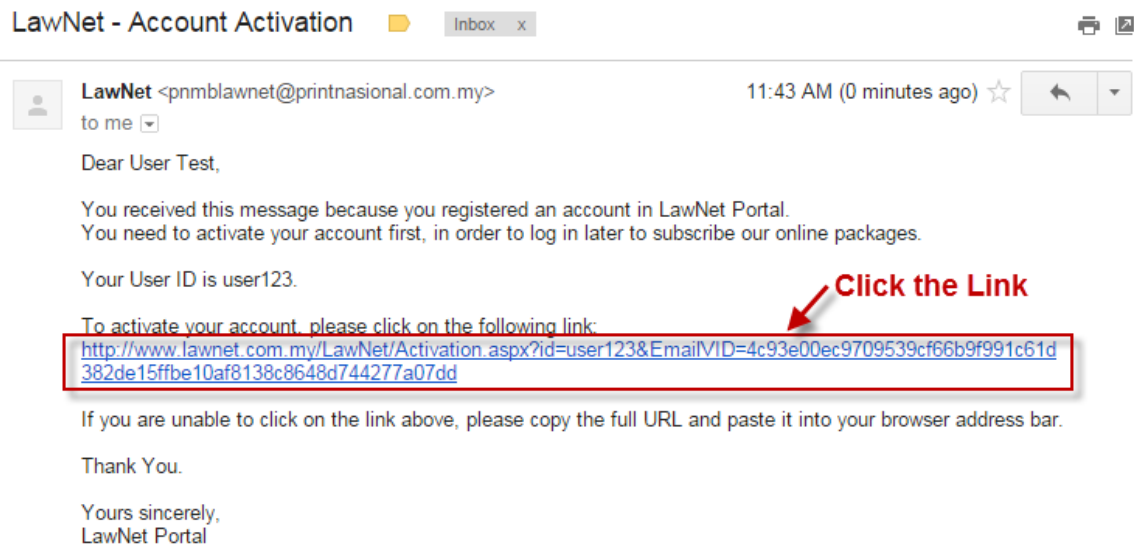 LawNet - Account Activation Inbox x
LawNet <pnmblawnet@printnasional.com.my> 11:43 AM (0 minutes ago)
to me
Dear User Test,
You received this message because you registered an account in LawNet Portal.
You need to activate your account first, in order to log in later to subscribe our online packages.
Your User ID is user123.
Click the Link
To activate your account, please click on the following link:
http://www.lawnet.com.my/LawNet/Activation.aspx?id=user123&EmailVID=4c93e00ec9709539cf66b9f991c61d
382de15ffbe10af8138c8648d744277a07dd
If you are unable to click on the link above, please copy the full URL and paste it into your browser address bar.
Thank You.
Yours sincerely,
LawNet Portal